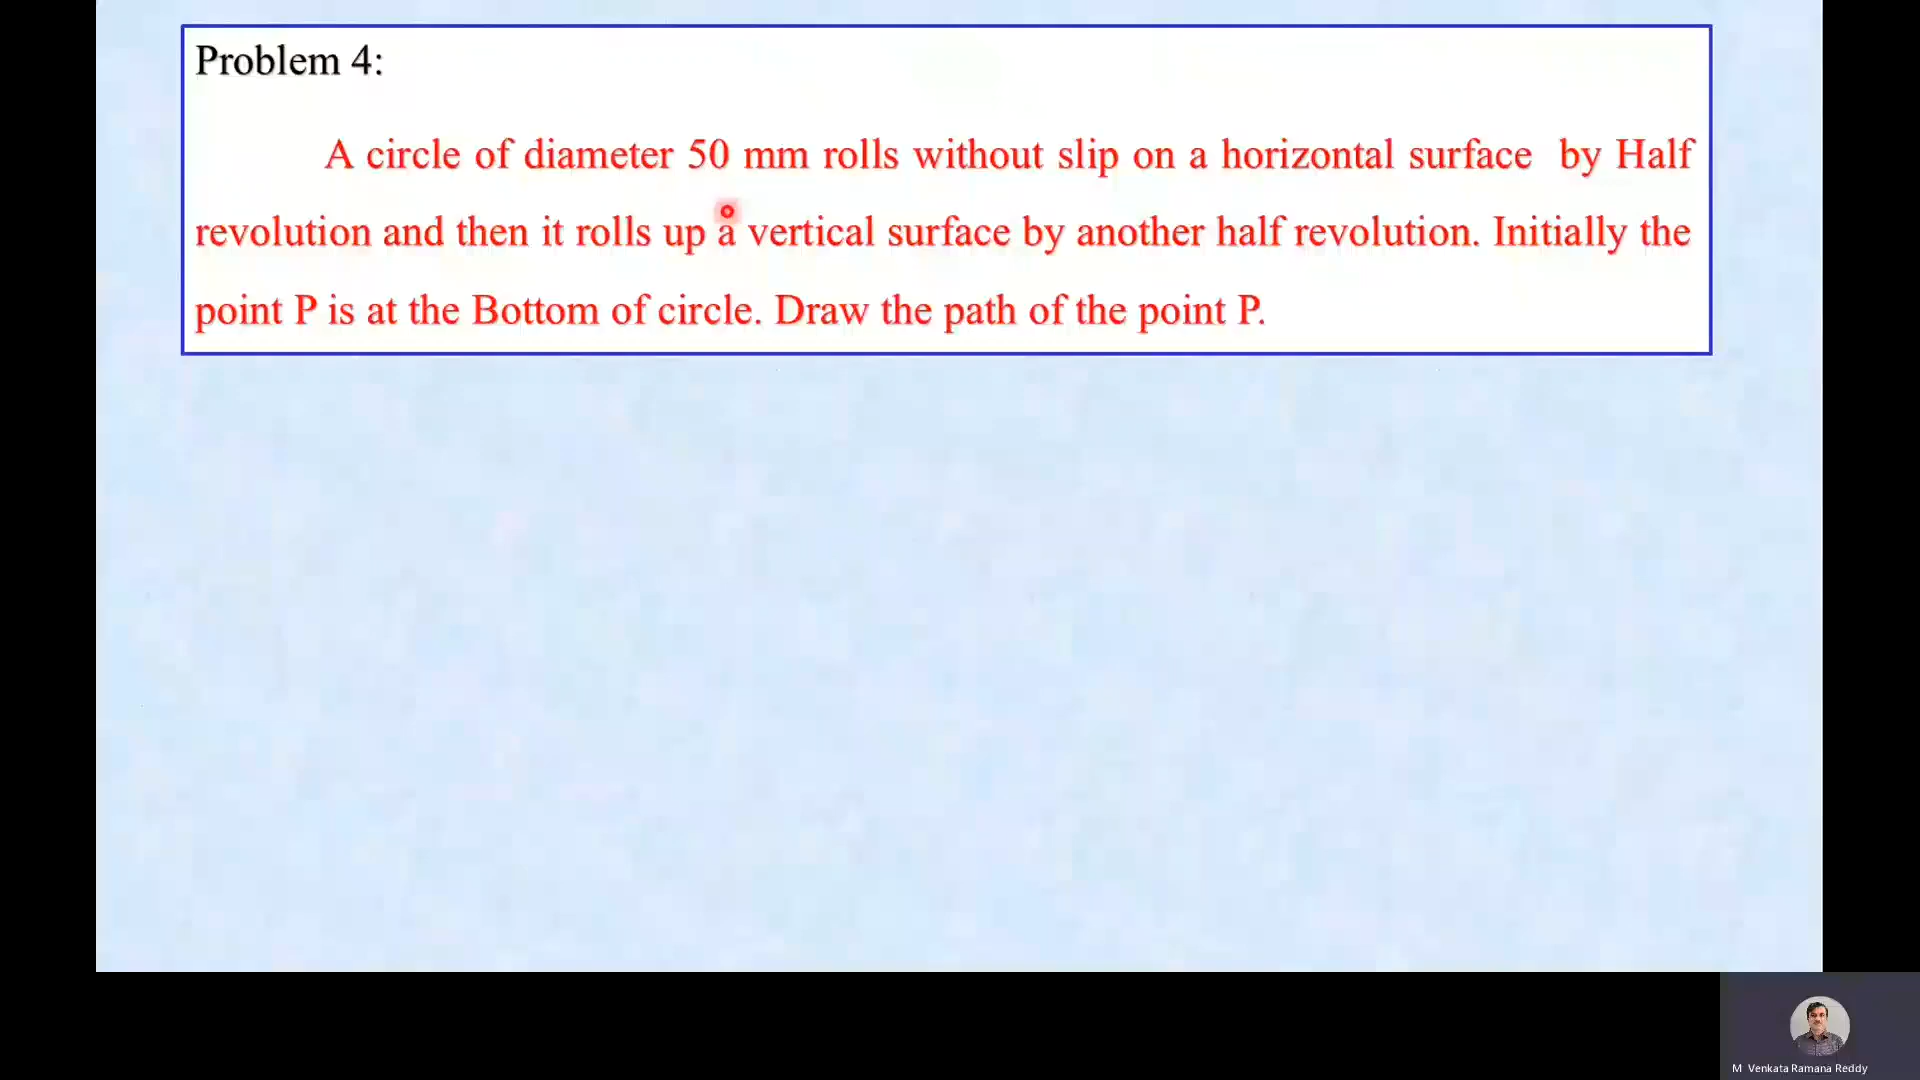 Problem 4:
A circle of diameter 50 mm rolls without slip on a horizontal surface by Half
revolution and then it rolls up a vertical surface by another half revolution. Initially the
point P is at the Bottom of circle. Draw the path of the point P.
M Venkata Ramana Reddy